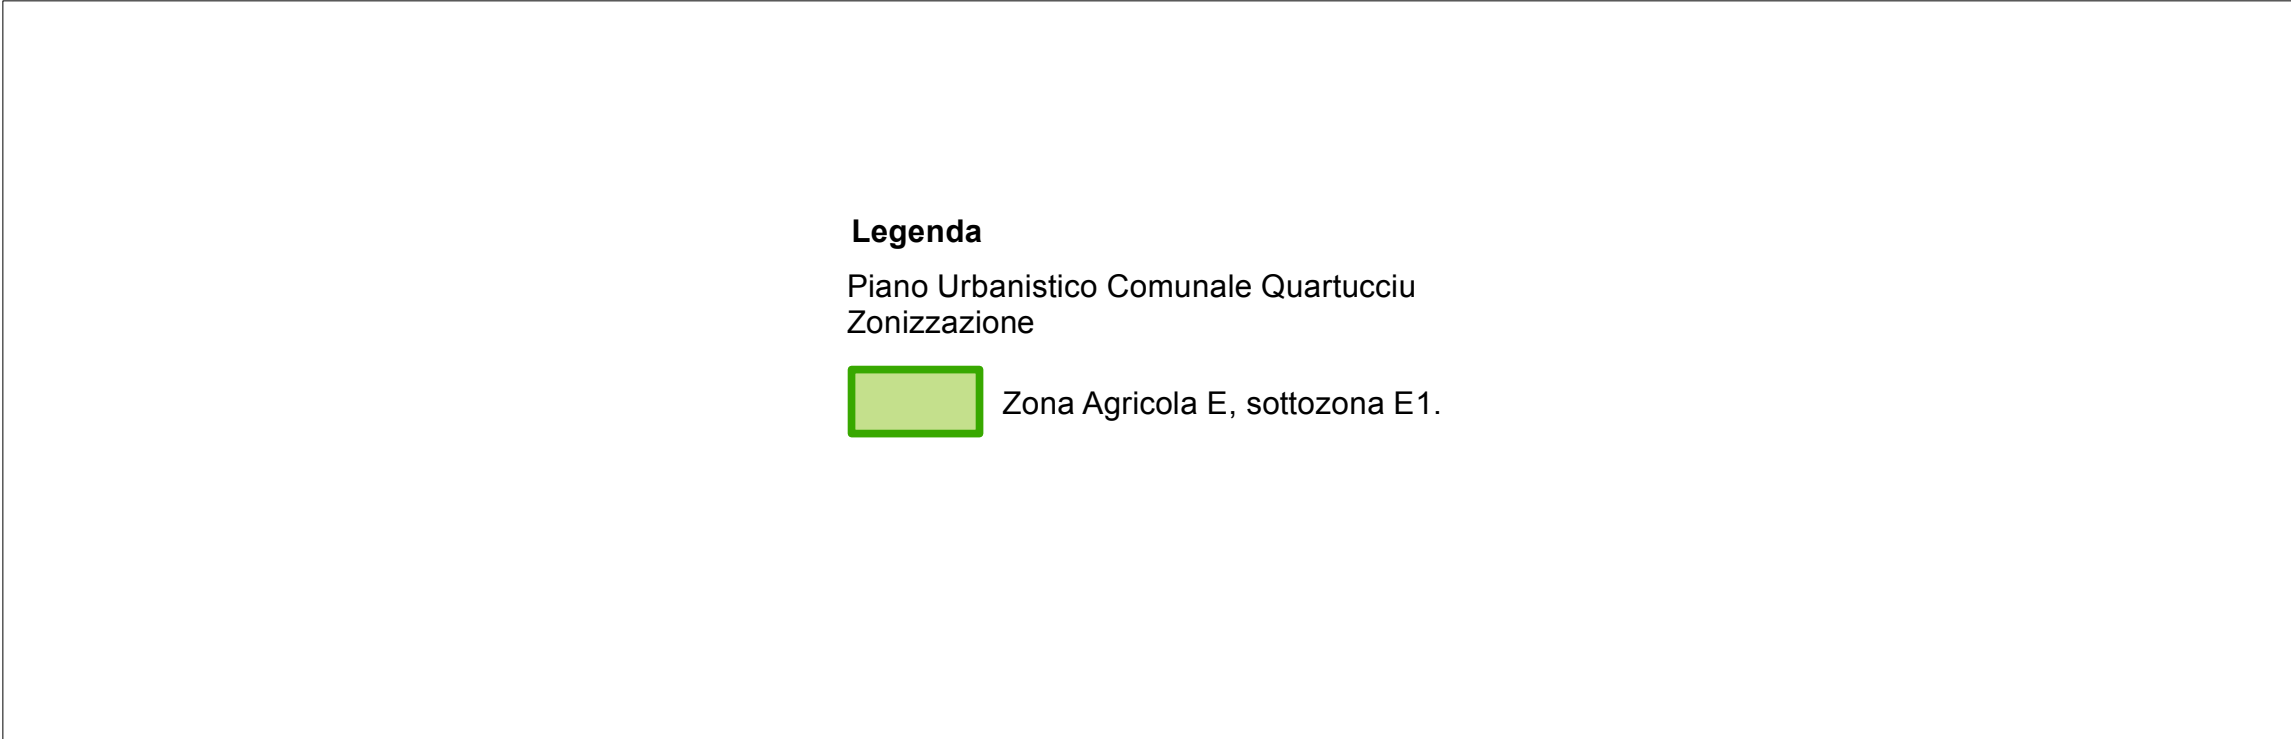 Legenda
Piano Urbanistico Comunale Quartucciu
Zonizzazione
Zona Agricola E, sottozona E1.